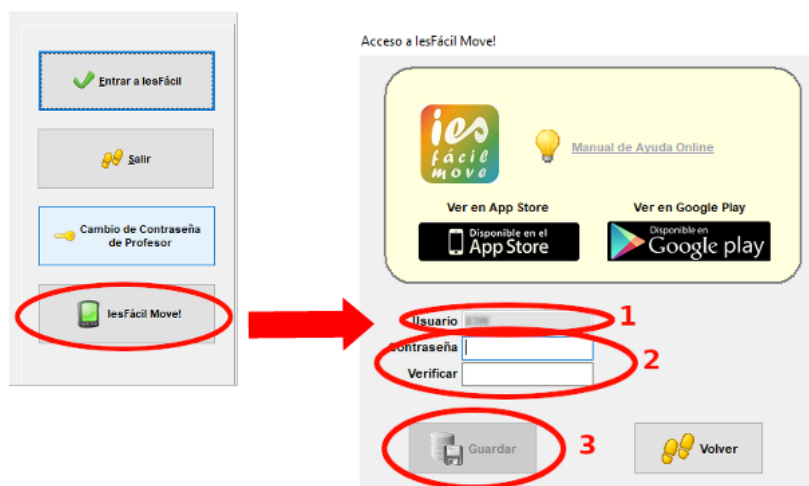 Entrar a IesFácil
Salir
Cambio de Contraseña
de Profesor
IesFácil Move!
Acceso a IesFácil Move!
ies
fácil
move
Manual de Ayuda Online
Ver en App Store
Ver en Google Play
Disponible en el
App Store
Disponible en
Google play
Usuario
1
Contraseña
2
Verificar
Guardar
3
Volver